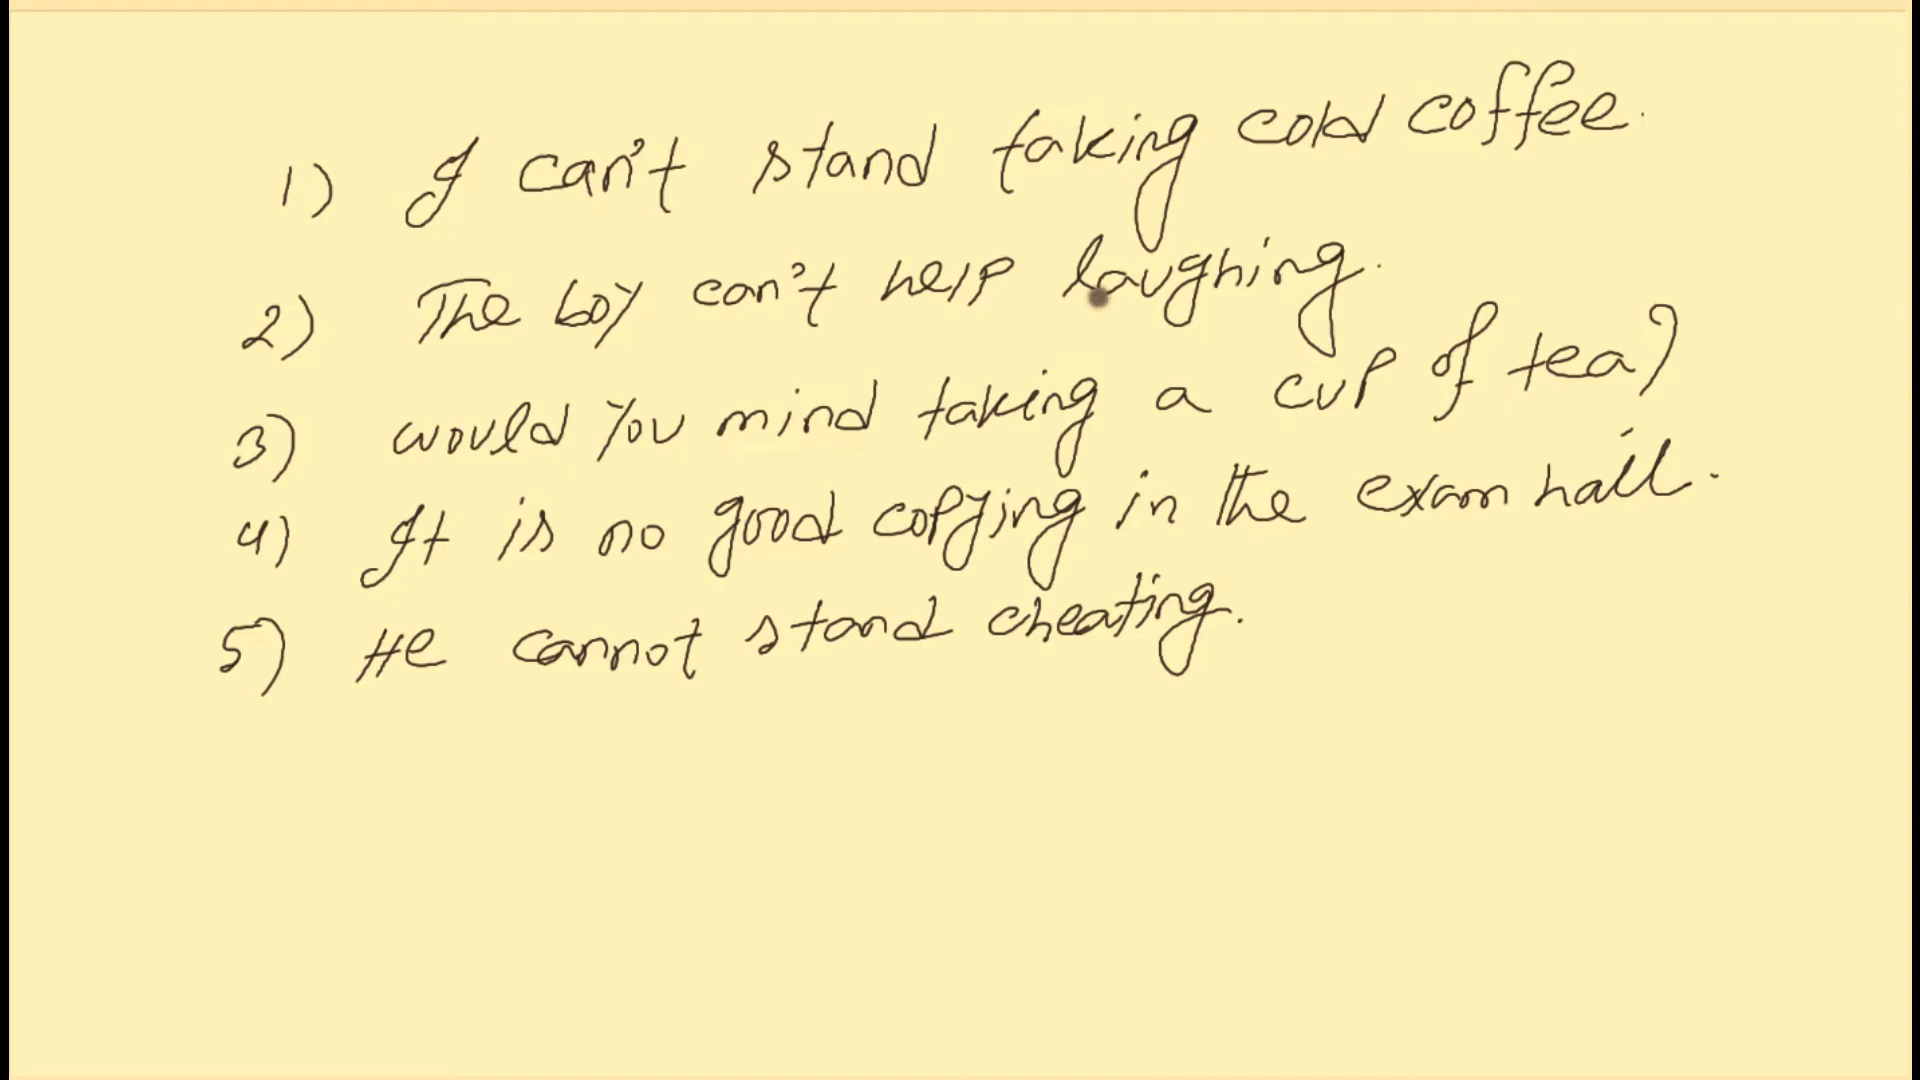 1) I can't stand taking cold coffee.
2) The boy can't help laughing.
3) would you mind taking a cup of tea?
4) It is no good copying in the exam hall.
5) He cannot stand cheating.